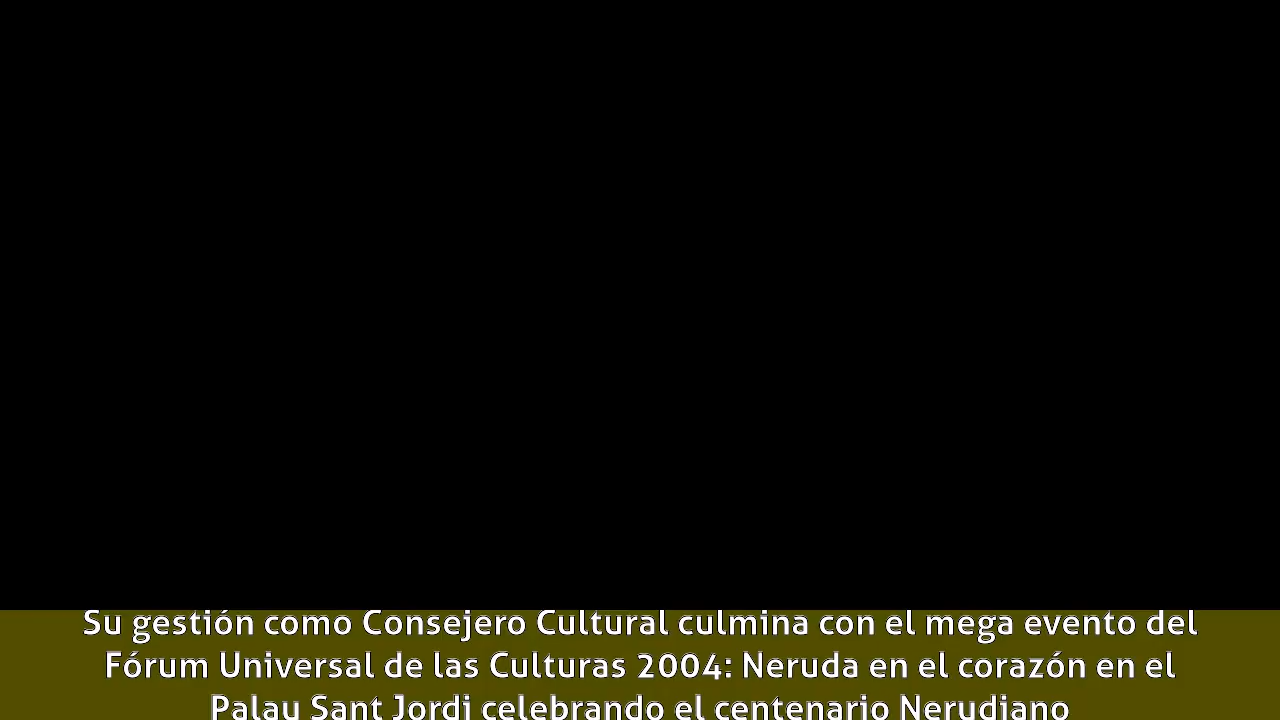 Su gestión como Consejero Cultural culmina con el mega evento del
Fórum Universal de las Culturas 2004: Neruda en el corazón en el
Palau Sant Jordi celebrando el centenario Nerudiano